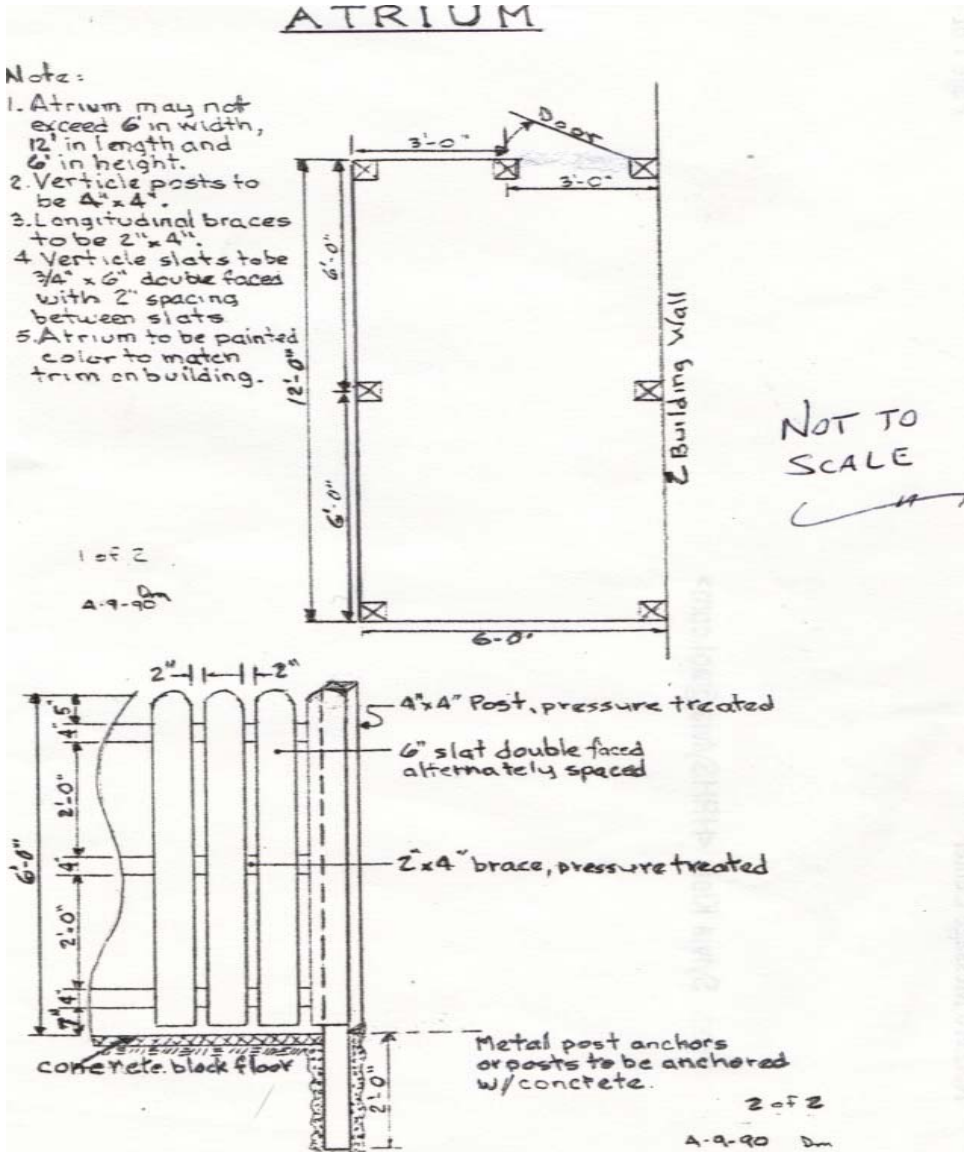 ATRIUM
Note:
1. Atrium may not
exceed 6' in width,
12' in length and
6' in height.
2. Verticle posts to
be 4"x 4".
3. Longitudinal braces
to be 2"x 4".
4 Verticle slats to be
3/4" x 6" double faced
with 2" spacing
between slats
5. Atrium to be painted
color to match
trim on building.
3'-0"
Door
3'-0"
6'-0"
12'-0"
6'-0"
6-0"
Building Wall
NOT TO
SCALE
1 of 2
A-9-90 Dm
2"
2"
4"x4" Post, pressure treated
6" slat double faced
alternately spaced
2"x4" brace, pressure treated
5"
4"
2'-0"
4"
2'-0"
4"
7"
6'-0"
concrete block floor
2'-0"
Metal post anchors
or posts to be anchored
w/concrete.
2 of 2
A-9-90 Dm